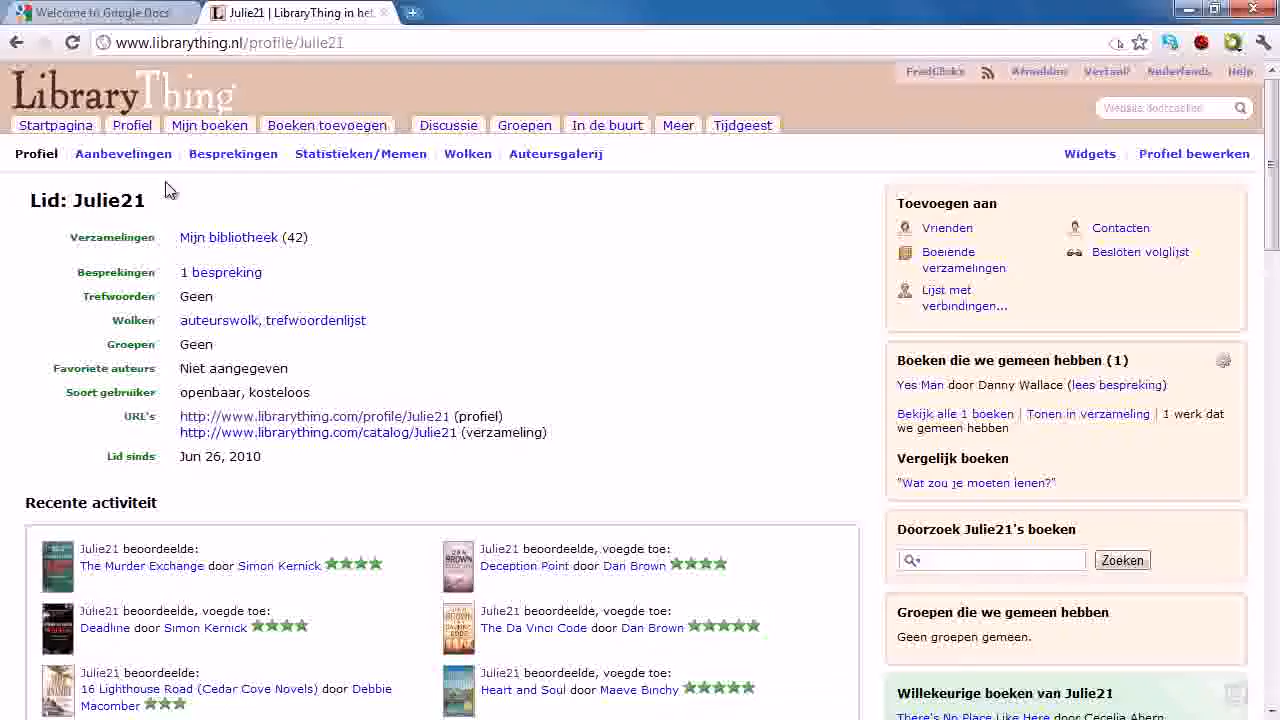 Welcome to Google Docs
Julie21 | LibraryThing in het
www.librarything.nl/profile/Julie21
LibraryThing
FredClicks Afmelden Vertaal? Nederlands Help
Website doorzoeken
Startpagina Profiel Mijn boeken Boeken toevoegen Discussie Groepen In de buurt Meer Tijdgeest
Profiel Aanbevelingen Besprekingen Statistieken/Memen Wolken Auteursgalerij Widgets Profiel bewerken
Lid: Julie21
Verzamelingen Mijn bibliotheek (42)
Besprekingen 1 bespreking
Trefwoorden Geen
Wolken auteurswolk, trefwoordenlijst
Groepen Geen
Favoriete auteurs Niet aangegeven
Soort gebruiker openbaar, kosteloos
URL's http://www.librarything.com/profile/Julie21 (profiel)
http://www.librarything.com/catalog/Julie21 (verzameling)
Lid sinds Jun 26, 2010
Recente activiteit
Julie21 beoordeelde:
The Murder Exchange door Simon Kernick
Julie21 beoordeelde, voegde toe:
Deception Point door Dan Brown
Julie21 beoordeelde, voegde toe:
Deadline door Simon Kernick
Julie21 beoordeelde, voegde toe:
The Da Vinci Code door Dan Brown
Julie21 beoordeelde:
16 Lighthouse Road (Cedar Cove Novels) door Debbie
Macomber
Julie21 beoordeelde, voegde toe:
Heart and Soul door Maeve Binchy
Toevoegen aan
Vrienden Contacten
Boeiende
verzamelingen
Besloten volglijst
Lijst met
verbindingen...
Boeken die we gemeen hebben (1)
Yes Man door Danny Wallace (lees bespreking)
Bekijk alle 1 boeken | Tonen in verzameling | 1 werk dat
we gemeen hebben
Vergelijk boeken
"Wat zou je moeten lenen?"
Doorzoek Julie21's boeken
Zoeken
Groepen die we gemeen hebben
Geen groepen gemeen.
Willekeurige boeken van Julie21
There's No Place Like Here door Cecelia Ahern